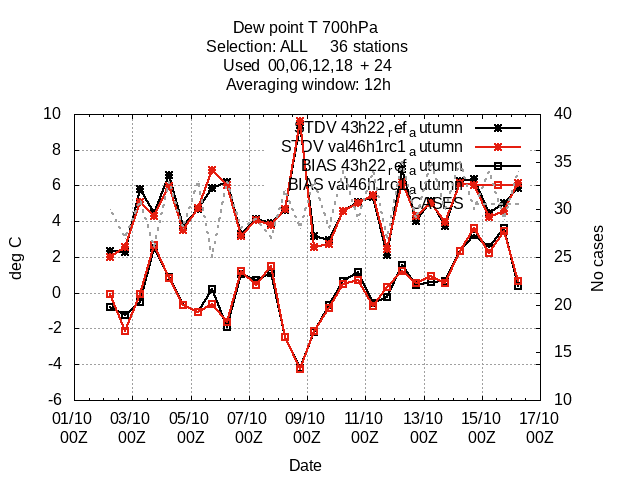 Dew point T 700hPa
Selection: ALL 36 stations
Used 00,06,12,18 + 24
Averaging window: 12h
STDV 43h22ref_autumn
STDV val46h1rc1_autumn
BIAS 43h22ref_autumn
BIAS val46h1rc1_autumn
CASES
deg C
10
8
6
4
2
0
-2
-4
-6
No cases
40
35
30
25
20
15
10
01/10 03/10 05/10 07/10 09/10 11/10 13/10 15/10 17/10
00Z 00Z 00Z 00Z 00Z 00Z 00Z 00Z 00Z
Date